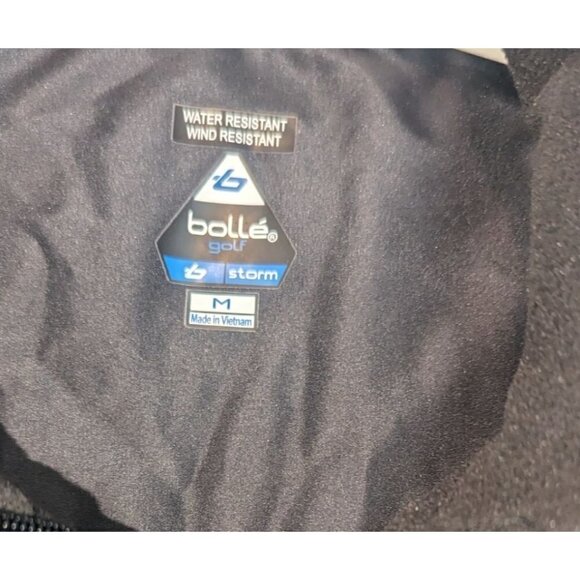 WATER RESISTANT
WIND RESISTANT
b
bollé®
golf
b storm
M
Made in Vietnam